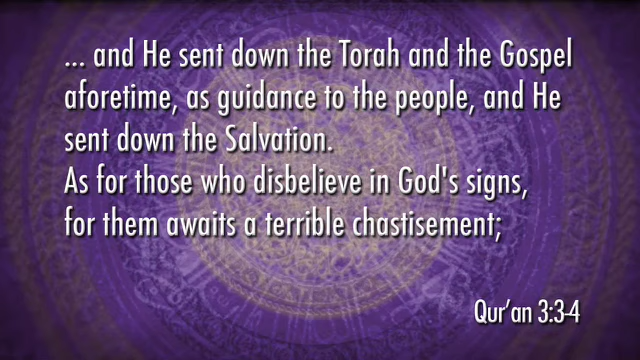 ... and He sent down the Torah and the Gospel
aforetime, as guidance to the people, and He
sent down the Salvation.
As for those who disbelieve in God's signs,
for them awaits a terrible chastisement;
Qur’an 3:3-4